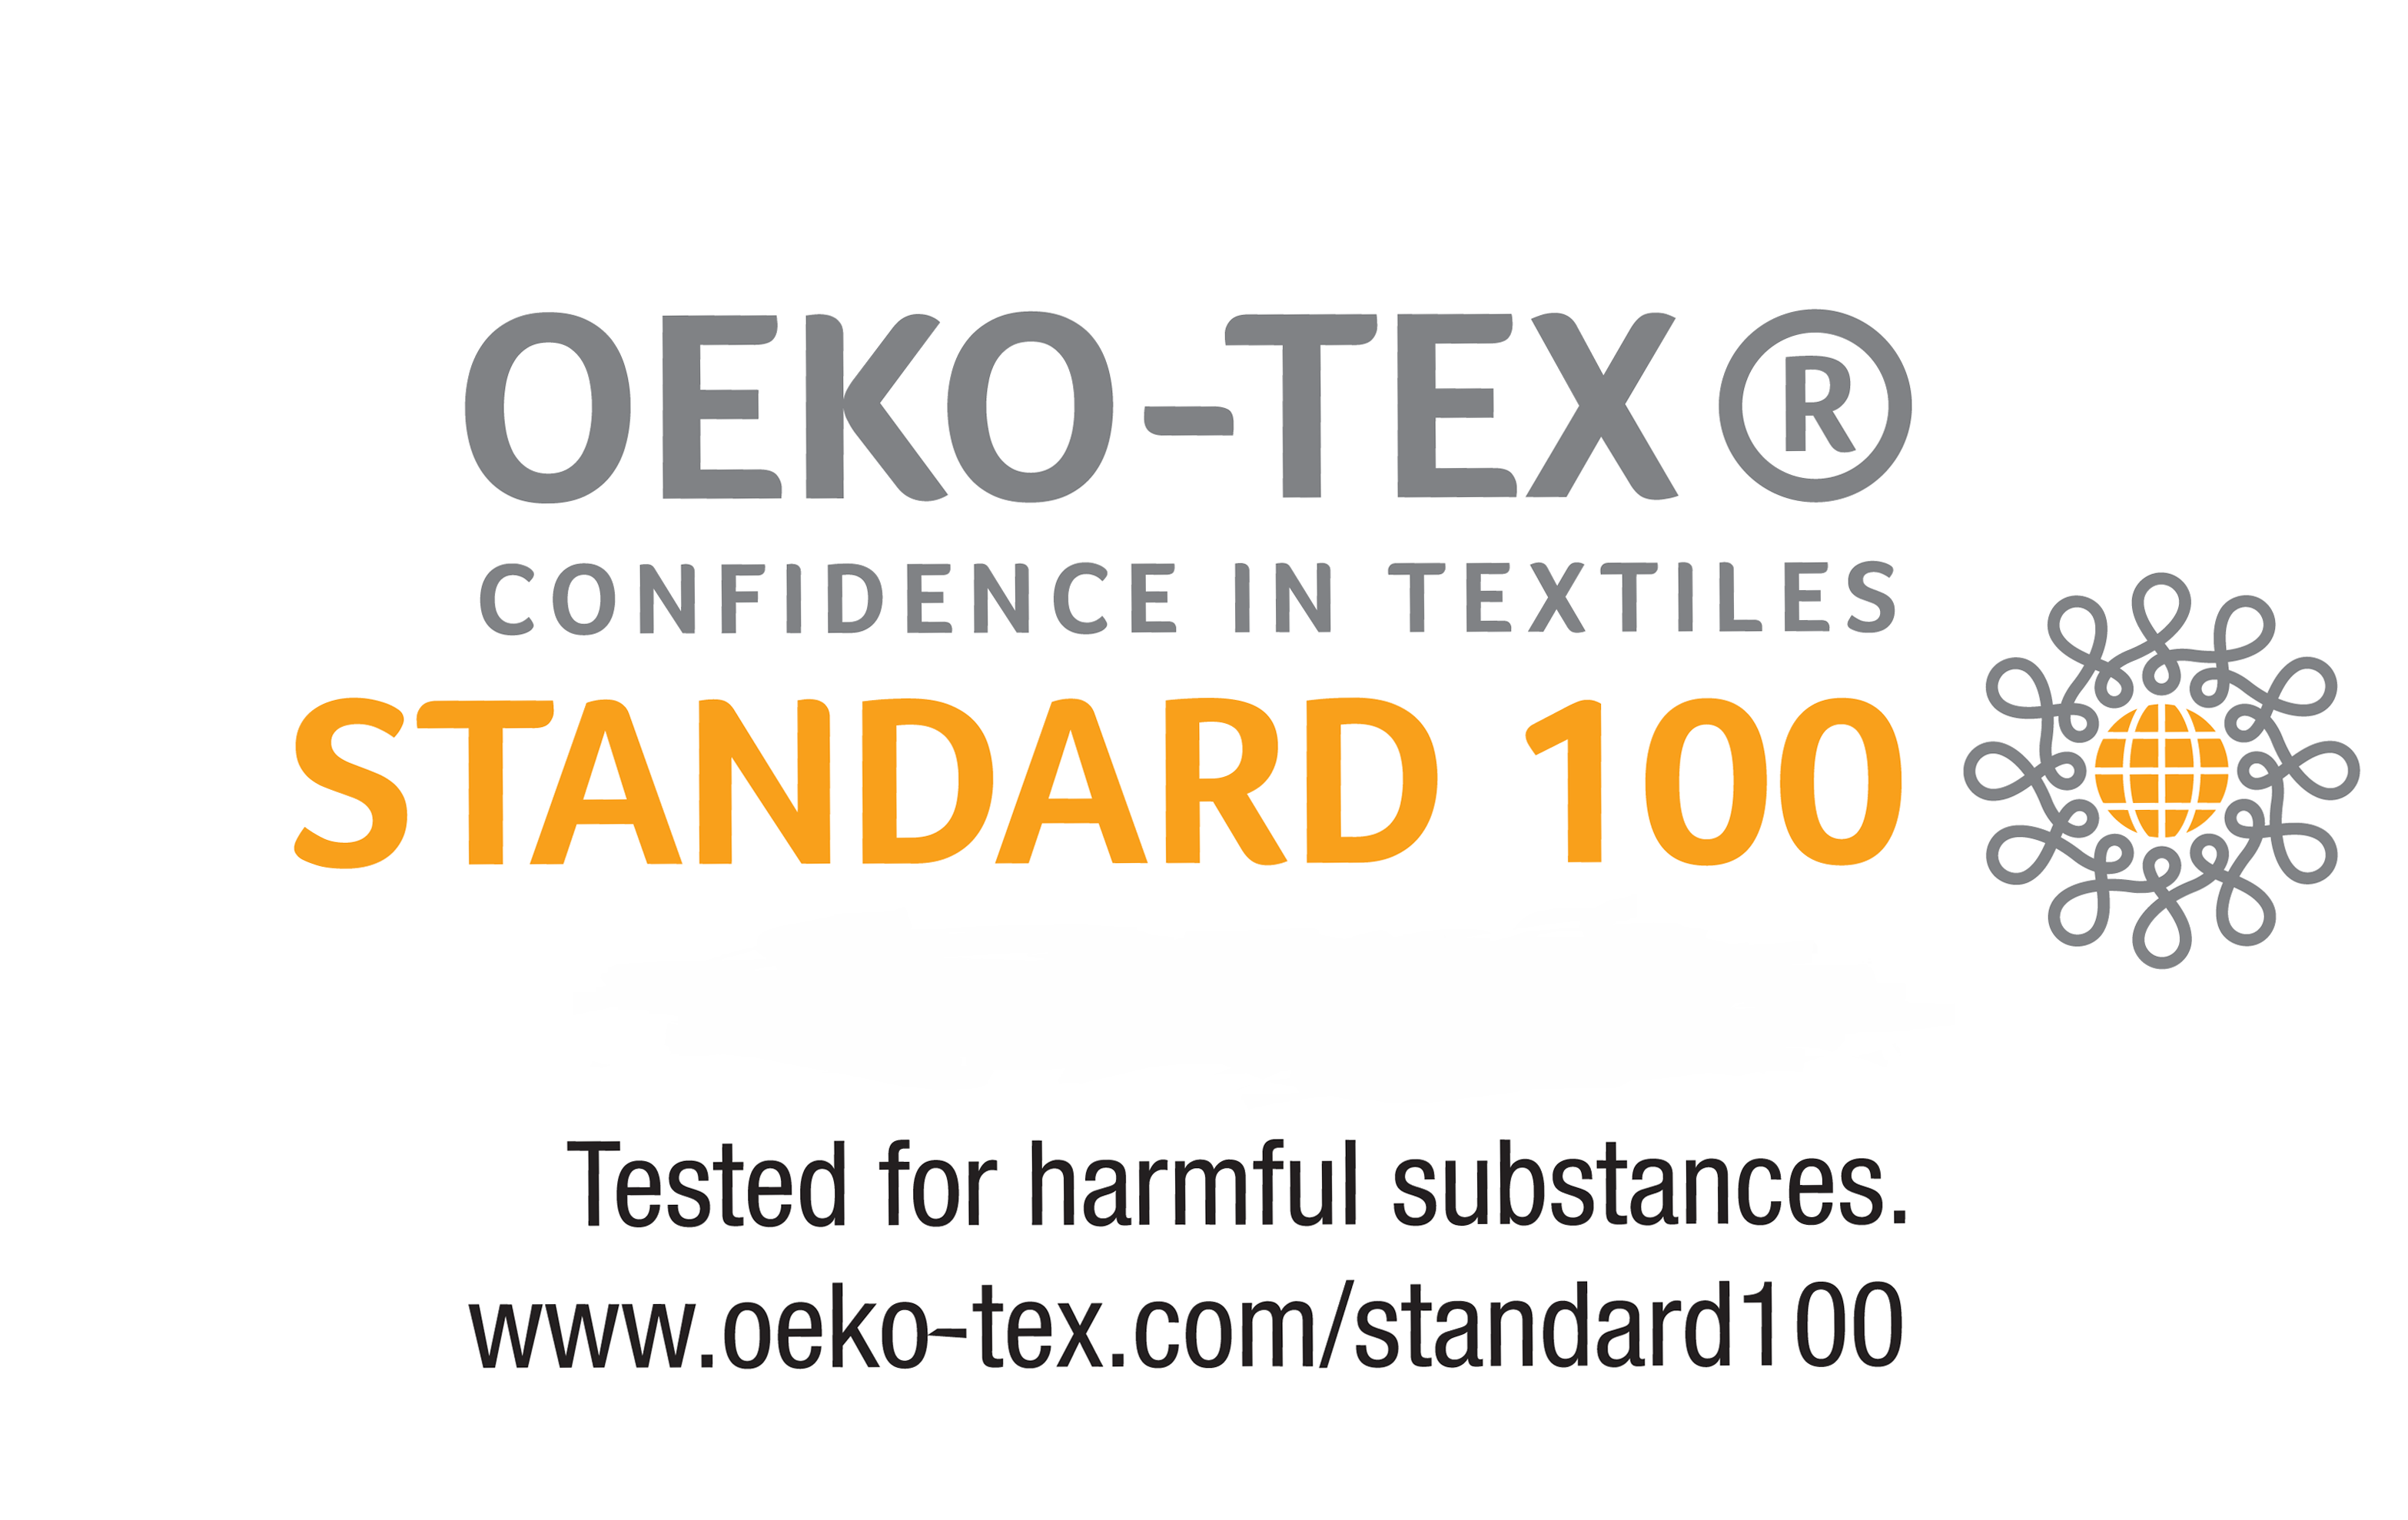 OEKO-TEX®
CONFIDENCE IN TEXTILES
STANDARD 100
Tested for harmful substances.
www.oeko-tex.com/standard100